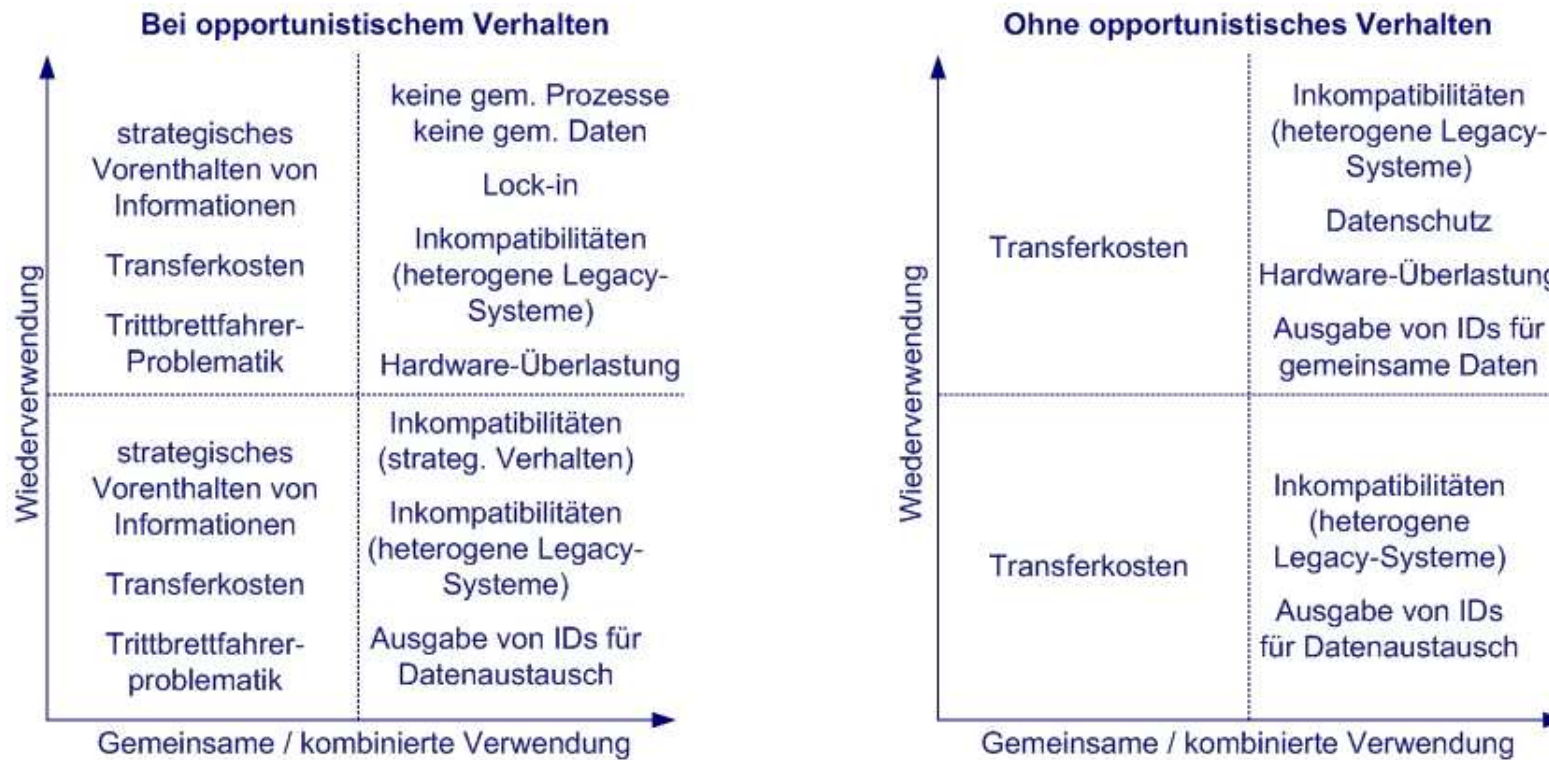 Bei opportunistischem Verhalten
Wiederverwendung
strategisches
Vorenthalten von
Informationen
Transferkosten
Trittbrettfahrer-
Problematik
keine gem. Prozesse
keine gem. Daten
Lock-in
Inkompatibilitäten
(heterogene Legacy-
Systeme)
Hardware-Überlastung
strategisches
Vorenthalten von
Informationen
Transferkosten
Trittbrettfahrer-
problematik
Inkompatibilitäten
(strateg. Verhalten)
Inkompatibilitäten
(heterogene Legacy-
Systeme)
Ausgabe von IDs für
Datenaustausch
Gemeinsame / kombinierte Verwendung
Ohne opportunistisches Verhalten
Wiederverwendung
Transferkosten
Inkompatibilitäten
(heterogene Legacy-
Systeme)
Datenschutz
Hardware-Überlastung
Ausgabe von IDs für
gemeinsame Daten
Transferkosten
Inkompatibilitäten
(heterogene
Legacy-Systeme)
Ausgabe von IDs
für Datenaustausch
Gemeinsame / kombinierte Verwendung